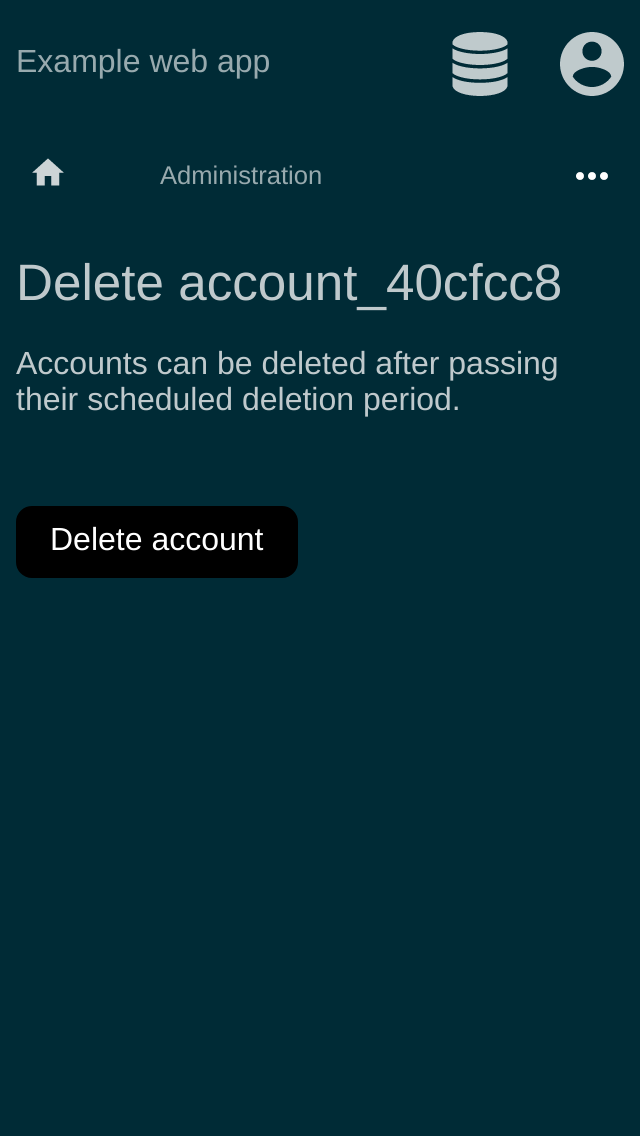 Example web app
Administration
Delete account_40cfcc8
Accounts can be deleted after passing
their scheduled deletion period.
Delete account